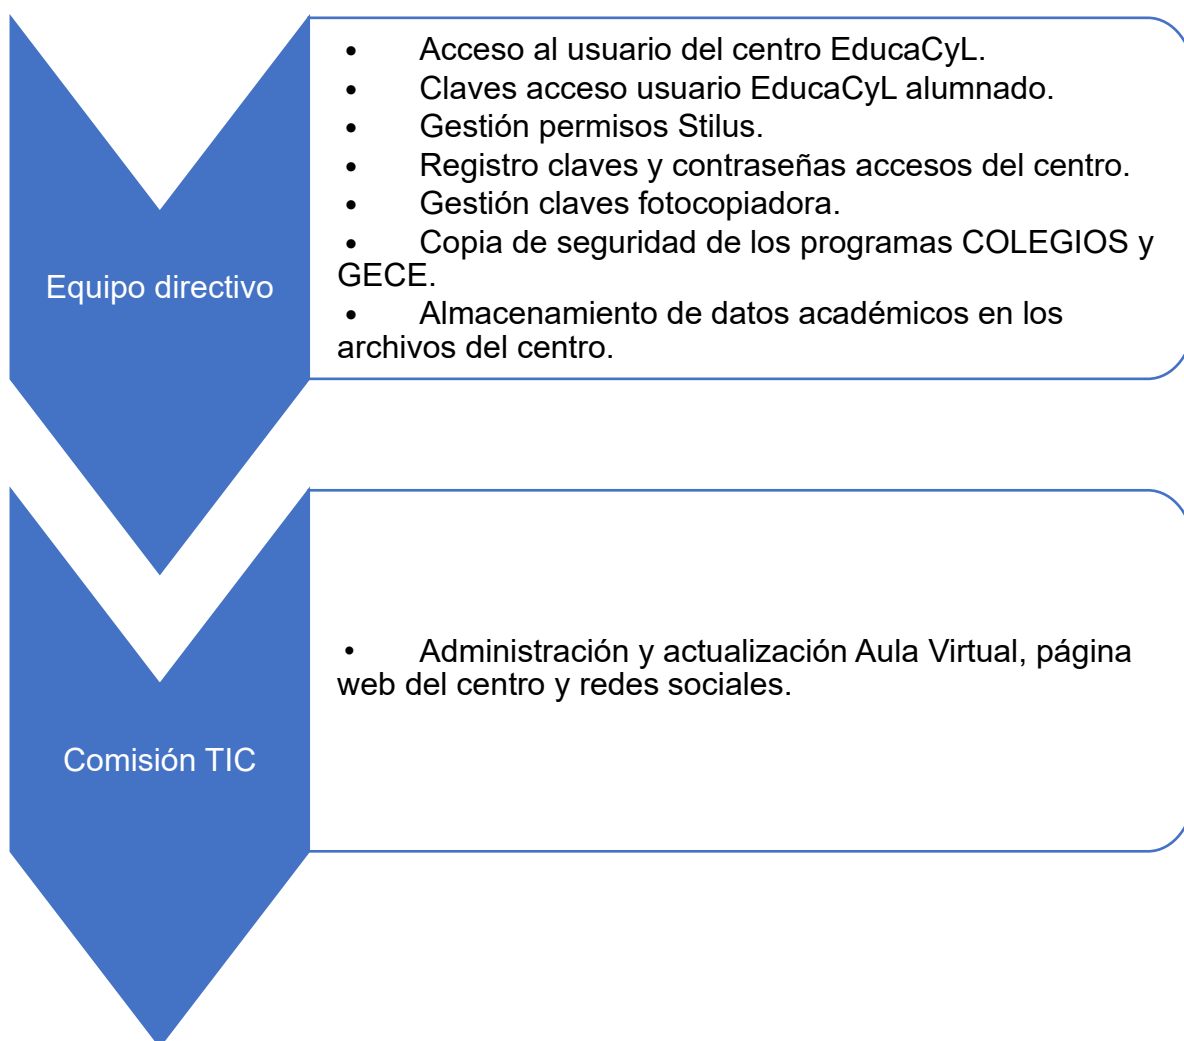 Equipo directivo
• Acceso al usuario del centro EducaCyL.
• Claves acceso usuario EducaCyL alumnado.
• Gestión permisos Stilus.
• Registro claves y contraseñas accesos del centro.
• Gestión claves fotocopiadora.
• Copia de seguridad de los programas COLEGIOS y
GECE.
• Almacenamiento de datos académicos en los
archivos del centro.
Comisión TIC
• Administración y actualización Aula Virtual, página
web del centro y redes sociales.